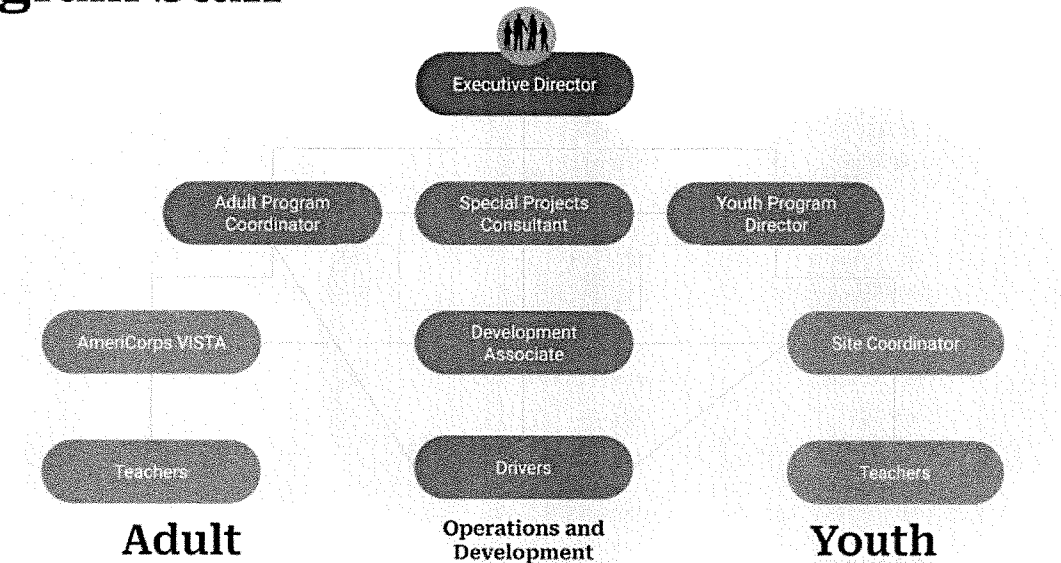 Executive Director
Adult Program
Coordinator
Special Projects
Consultant
Youth Program
Director
AmeriCorps VISTA
Development
Associate
Site Coordinator
Teachers
Drivers
Teachers
Adult
Operations and
Development
Youth